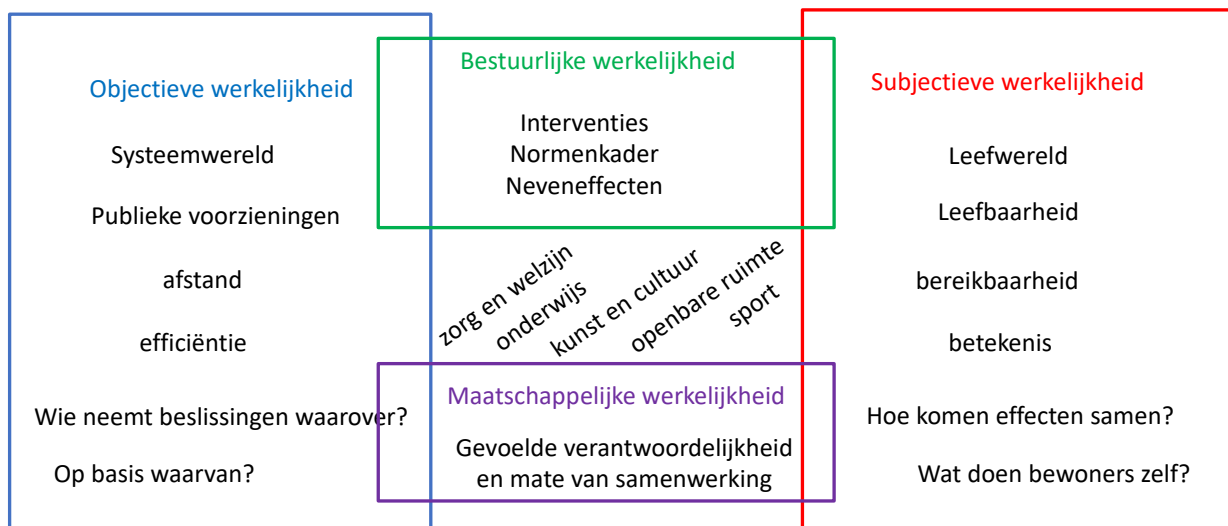 Objectieve werkelijkheid
Systeemwereld
Publieke voorzieningen
afstand
efficiëntie
Wie neemt beslissingen waarover?
Op basis waarvan?
Bestuurlijke werkelijkheid
Interventies
Normenkader
Neveneffecten
zorg en welzijn
onderwijs
kunst en cultuur
openbare ruimte
sport
Maatschappelijke werkelijkheid
Gevoelde verantwoordelijkheid
en mate van samenwerking
Subjectieve werkelijkheid
Leefwereld
Leefbaarheid
bereikbaarheid
betekenis
Hoe komen effecten samen?
Wat doen bewoners zelf?